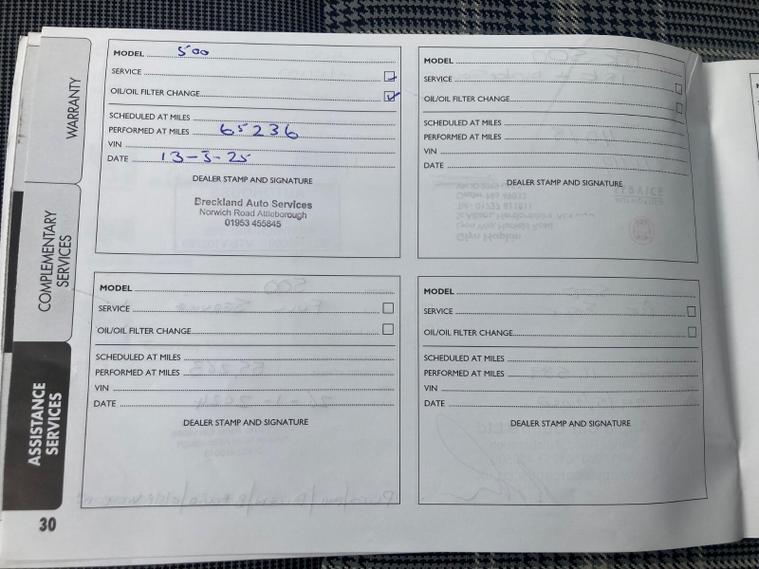 WARRANTY
COMPLEMENTARY
SERVICES
ASSISTANCE
SERVICES
30
MODEL 500
SERVICE
OIL/OIL FILTER CHANGE
SCHEDULED AT MILES
PERFORMED AT MILES 65236
VIN
DATE 13-3-25
DEALER STAMP AND SIGNATURE
Breckland Auto Services
Norwich Road Attleborough
01953 455845
MODEL
SERVICE
OIL/OIL FILTER CHANGE
SCHEDULED AT MILES
PERFORMED AT MILES
VIN
DATE
DEALER STAMP AND SIGNATURE
MODEL
SERVICE
OIL/OIL FILTER CHANGE
SCHEDULED AT MILES
PERFORMED AT MILES
VIN
DATE
DEALER STAMP AND SIGNATURE
MODEL
SERVICE
OIL/OIL FILTER CHANGE
SCHEDULED AT MILES
PERFORMED AT MILES
VIN
DATE
DEALER STAMP AND SIGNATURE